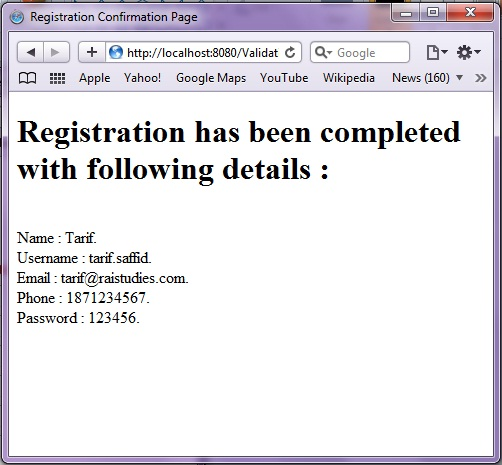 Registration Confirmation Page
http://localhost:8080/Validat
Google
Apple Yahoo! Google Maps YouTube Wikipedia News (160)
Registration has been completed
with following details :
Name : Tarif.
Username : tarif.saffid.
Email : tarif@raistudies.com.
Phone : 1871234567.
Password : 123456.